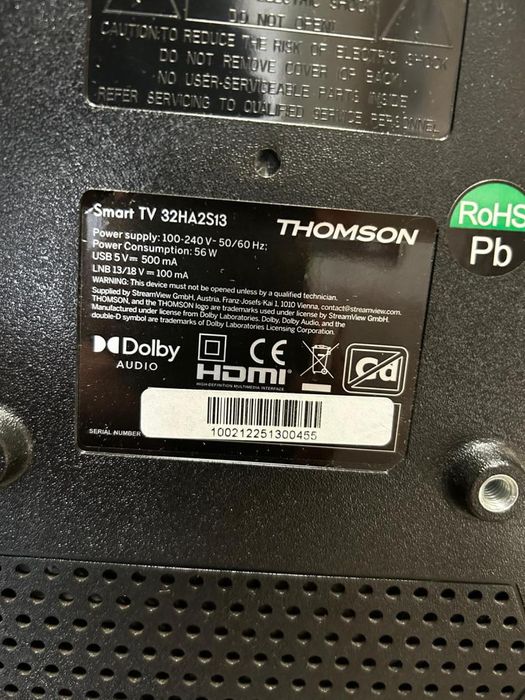 ELECTRIC SHOCK
DO NOT OPEN!
CAUTION:TO REDUCE THE RISK OF ELECTRIC SHOCK
DO NOT REMOVE COVER (OR BACK.
NO USER-SERVICEABLE PARTS INSIDE
REFER SERVICING TO QUALIFIED SERVICE PERSONNEL
Smart TV 32HA2S13
THOMSON
Power supply: 100-240 V~ 50/60 Hz;
Power Consumption: 56 W
USB 5 V⎓ 500 mA
LNB 13/18 V⎓ 100 mA
WARNING: This device must not be opened unless by a qualified technician.
Supplied by StreamView GmbH, Austria, Franz-Josefs-Kai 1, 1010 Vienna, contact@streamview.com.
THOMSON, and the THOMSON logo are trademarks used under license by StreamView GmbH.
Manufactured under license from Dolby Laboratories. Dolby, Dolby Audio, and the
double-D symbol are trademarks of Dolby Laboratories Licensing Corporation.
Dolby
AUDIO
CE
HDMI
HIGH-DEFINITION MULTIMEDIA INTERFACE
Cd
SERIAL NUMBER
100212251300455
RoHS
Pb